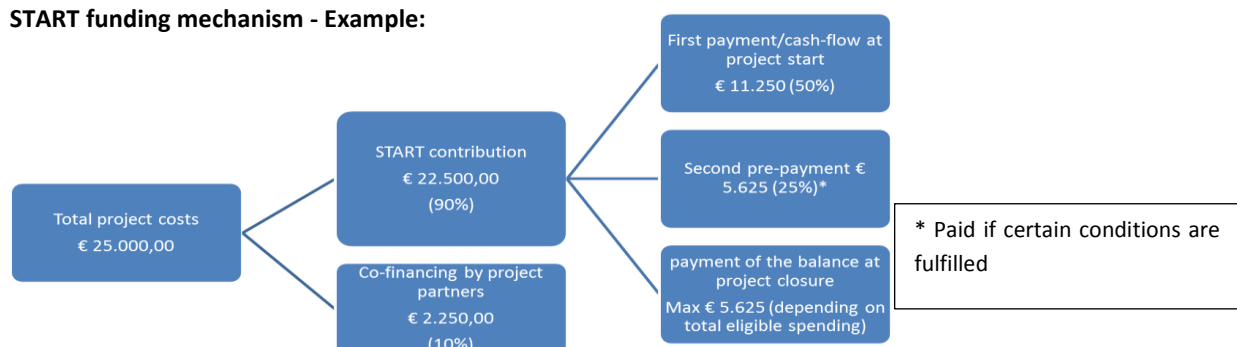 START funding mechanism - Example:
Total project costs
€ 25.000,00
START contribution
€ 22.500,00
(90%)
Co-financing by project
partners
€ 2.250,00
(10%)
First payment/cash-flow at
project start
€ 11.250 (50%)
Second pre-payment €
5.625 (25%)*
payment of the balance at
project closure
Max € 5.625 (depending on
total eligible spending)
* Paid if certain conditions are
fulfilled